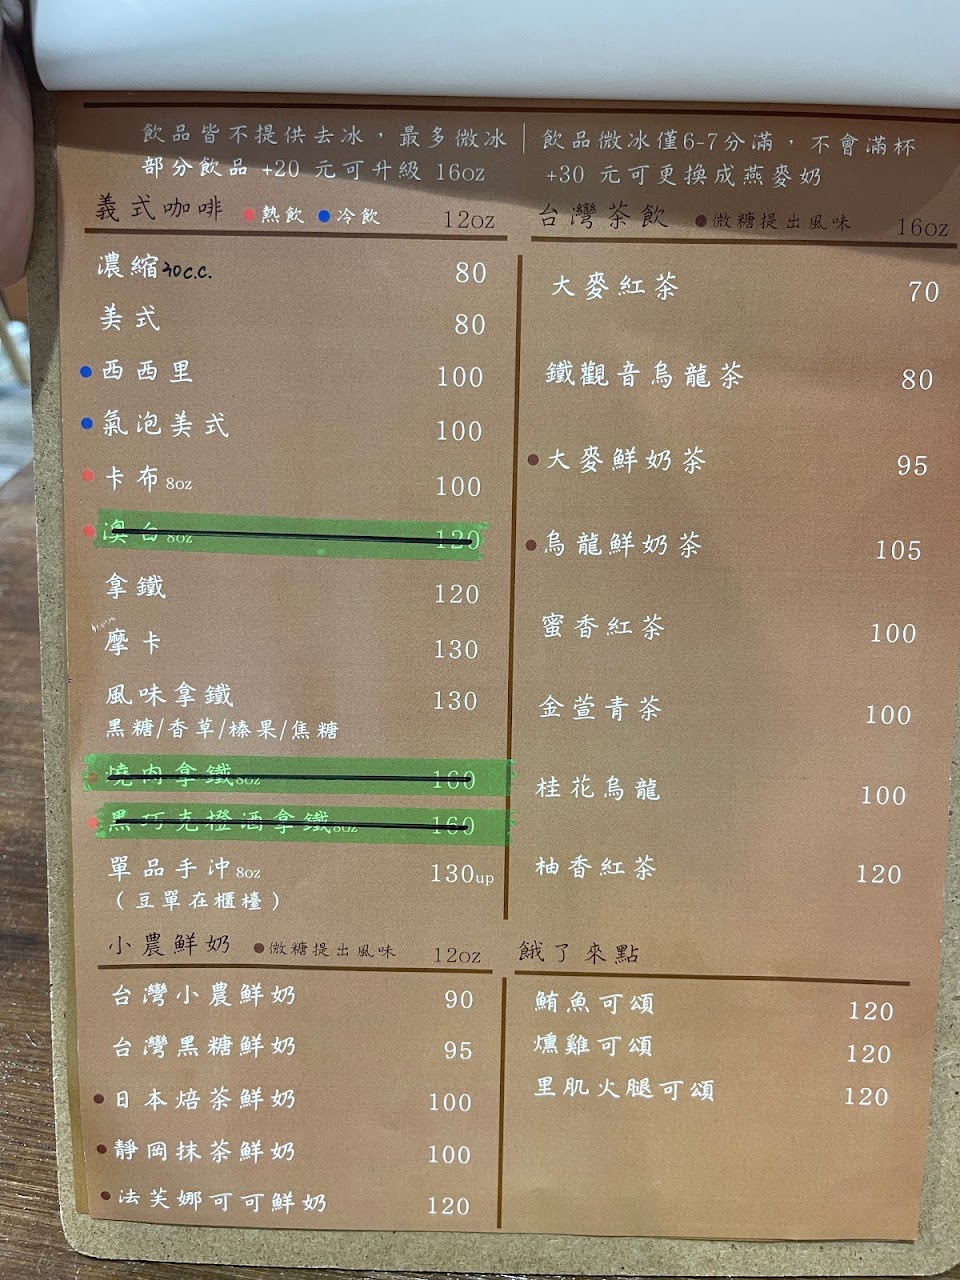 飲品皆不提供去冰，最多微冰｜飲品微冰僅6-7分滿，不會滿杯
部分飲品 +20 元可升級 16oz
+30 元可更換成燕麥奶
義式咖啡 熱飲 冷飲 12oz
濃縮 30c.c. 80
美式 80
西西里 100
氣泡美式 100
卡布 8oz 100
澳白 8oz 120
拿鐵 120
摩卡 130
風味拿鐵 130
黑糖/香草/榛果/焦糖
燒肉拿鐵 8oz 160
黑巧克橙酒拿鐵 8oz 160
單品手沖 8oz 130up
（豆單在櫃檯）
台灣茶飲 微糖提出風味 16oz
大麥紅茶 70
鐵觀音烏龍茶 80
大麥鮮奶茶 95
烏龍鮮奶茶 105
蜜香紅茶 100
金萱青茶 100
桂花烏龍 100
柚香紅茶 120
小農鮮奶 微糖提出風味 12oz
台灣小農鮮奶 90
台灣黑糖鮮奶 95
日本焙茶鮮奶 100
靜岡抹茶鮮奶 100
法芙娜可可鮮奶 120
餓了來點
鮪魚可頌 120
燻雞可頌 120
里肌火腿可頌 120